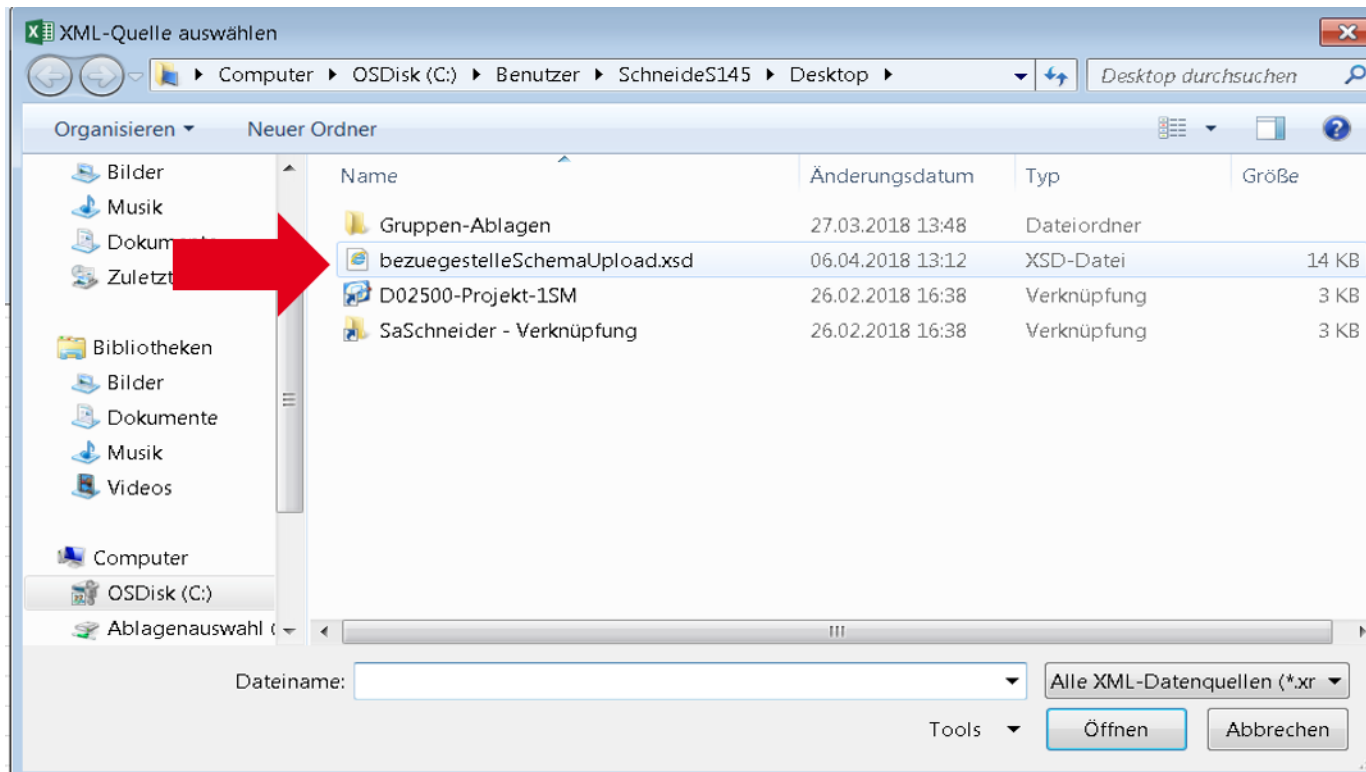 XML-Quelle auswählen
Computer OSDisk (C:) Benutzer SchneideS145 Desktop
Desktop durchsuchen
Organisieren Neuer Ordner
Bilder
Musik
Zuletzt
Bibliotheken
Bilder
Dokumente
Musik
Videos
Computer
OSDisk (C:)
Ablagenauswahl (
Name Änderungsdatum Typ Größe
Gruppen-Ablagen 27.03.2018 13:48 Dateiordner
bezuegestelleSchemaUpload.xsd 06.04.2018 13:12 XSD-Datei 14 KB
D02500-Projekt-1SM 26.02.2018 16:38 Verknüpfung 3 KB
SaSchneider - Verknüpfung 26.02.2018 16:38 Verknüpfung 3 KB
Dateiname:
Alle XML-Datenquellen (*.xr
Tools Öffnen Abbrechen